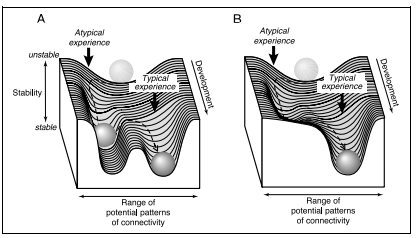 A
Atypical
experience
unstable
Stability
stable
Typical
experience
Development
Range of
potential patterns
of connectivity
B
Atypical
experience
Typical
experience
Development
Range of
potential patterns
of connectivity